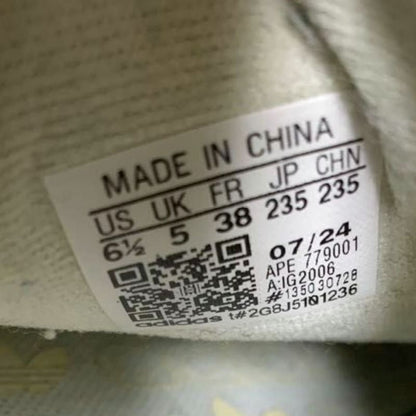 MADE IN CHINA
US UK FR JP CHN
6½ 5 38 235 235
07/24
APE 779001
A:IG2006
#135030728
adidas t#2G8J5101236